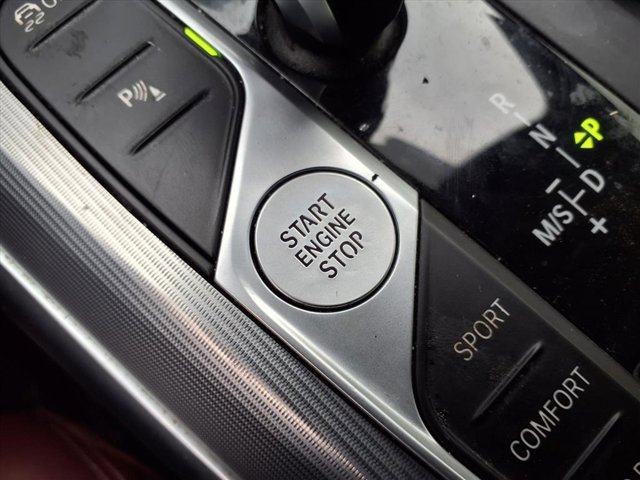 P
START
ENGINE
STOP
R
N
P
D
M/S
+
SPORT
COMFORT